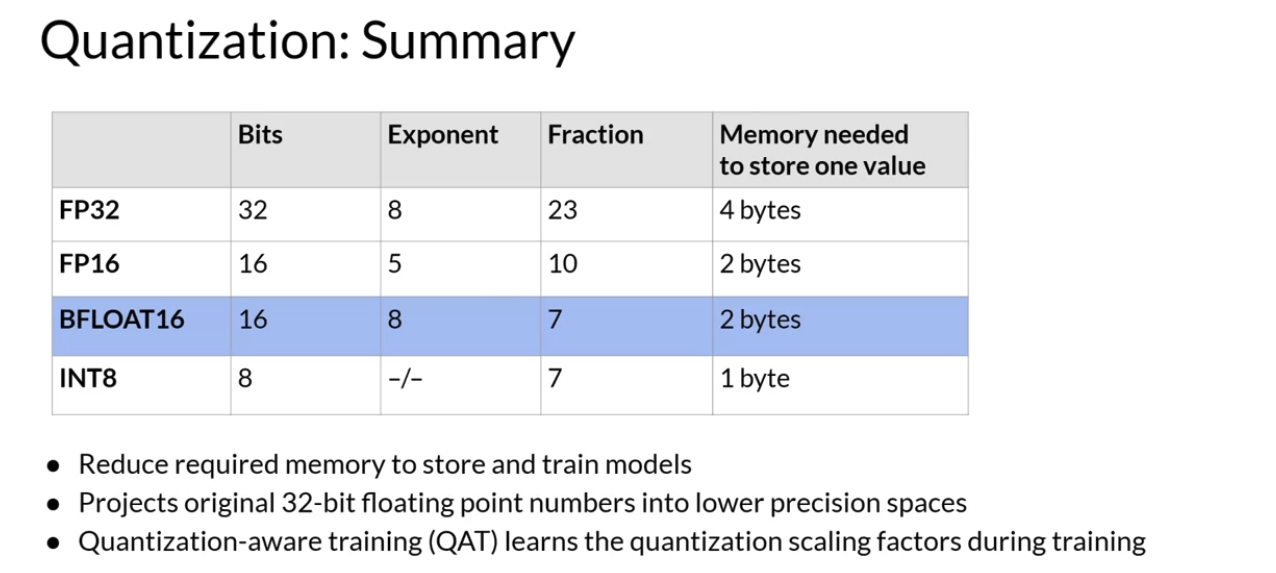 Quantization: Summary
Bits Exponent Fraction Memory needed
to store one value
FP32 32 8 23 4 bytes
FP16 16 5 10 2 bytes
BFLOAT16 16 8 7 2 bytes
INT8 8 -/- 7 1 byte
● Reduce required memory to store and train models
● Projects original 32-bit floating point numbers into lower precision spaces
● Quantization-aware training (QAT) learns the quantization scaling factors during training